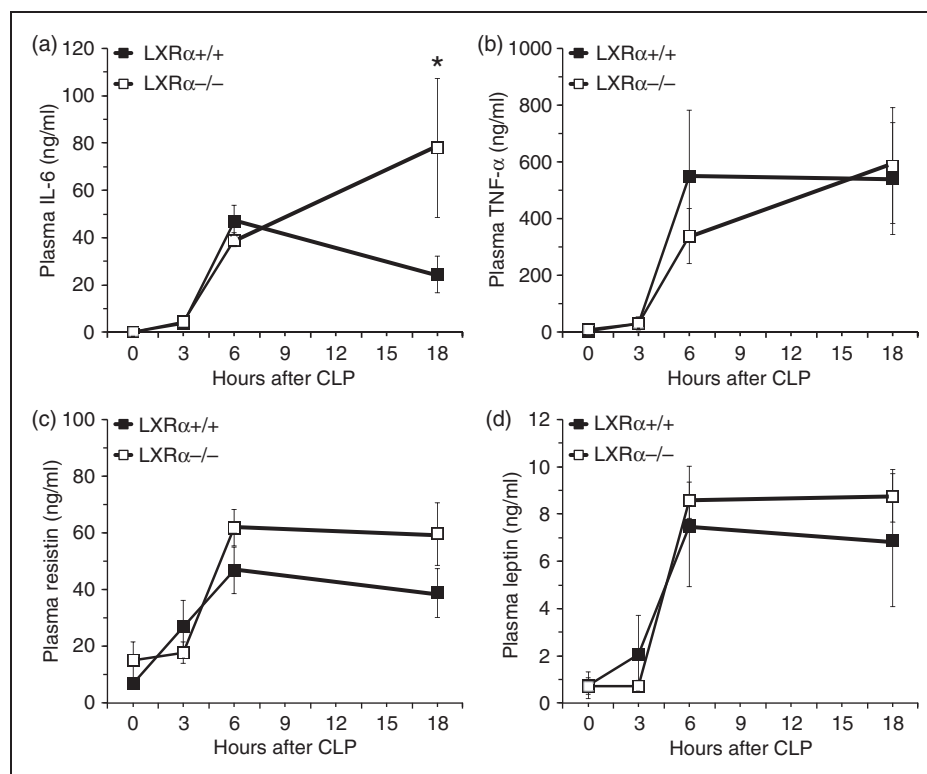 (a)
120
100
80
60
40
20
0
Plasma IL-6 (ng/ml)
LXRα+/+
LXRα−/−
*
0 3 6 9 12 15 18
Hours after CLP
(b)
1000
800
600
400
200
0
Plasma TNF-α (ng/ml)
LXRα+/+
LXRα−/−
0 3 6 9 12 15 18
Hours after CLP
(c)
100
80
60
40
20
0
Plasma resistin (ng/ml)
LXRα+/+
LXRα−/−
0 3 6 9 12 15 18
Hours after CLP
(d)
12
10
8
6
4
2
0
Plasma leptin (ng/ml)
LXRα+/+
LXRα−/−
0 3 6 9 12 15 18
Hours after CLP